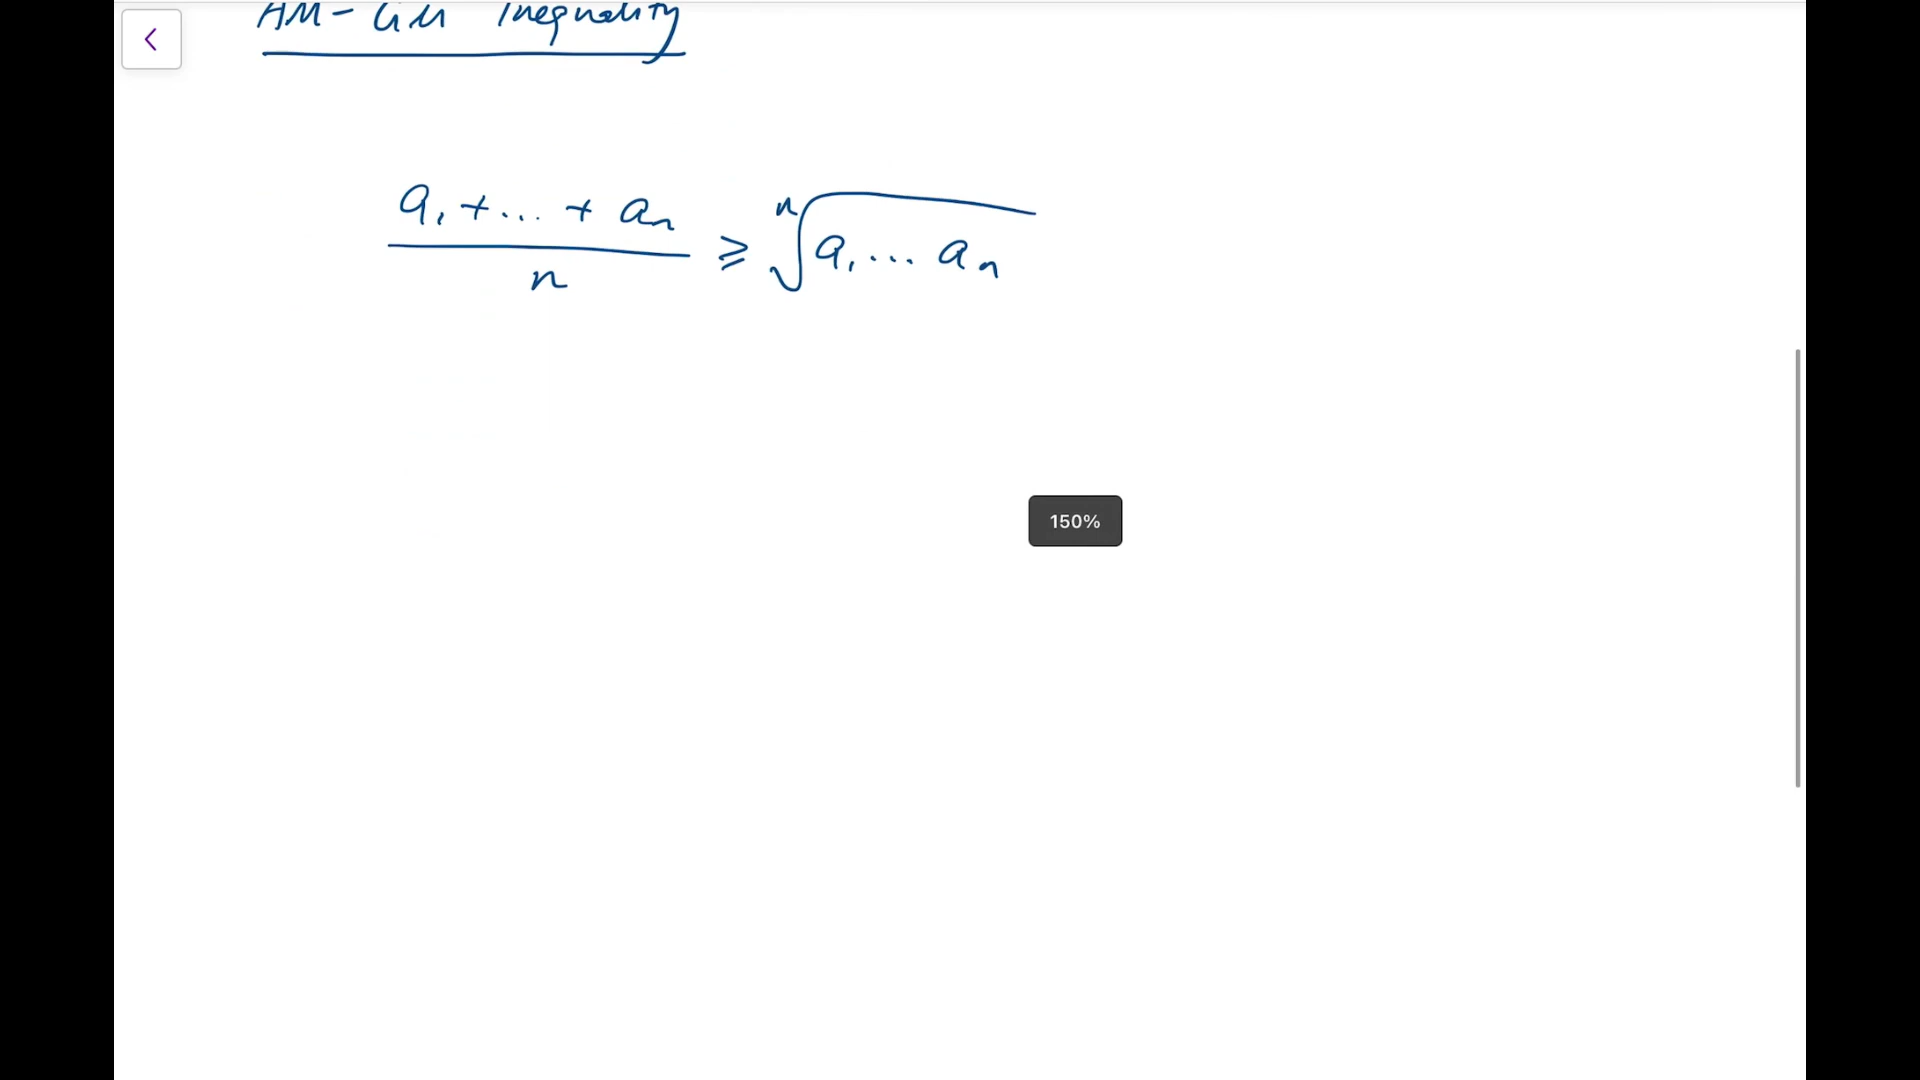 AM - GM Inequality
a₁ + ... + aₙ
n
≥ ⁿ√a₁ ... aₙ
150%